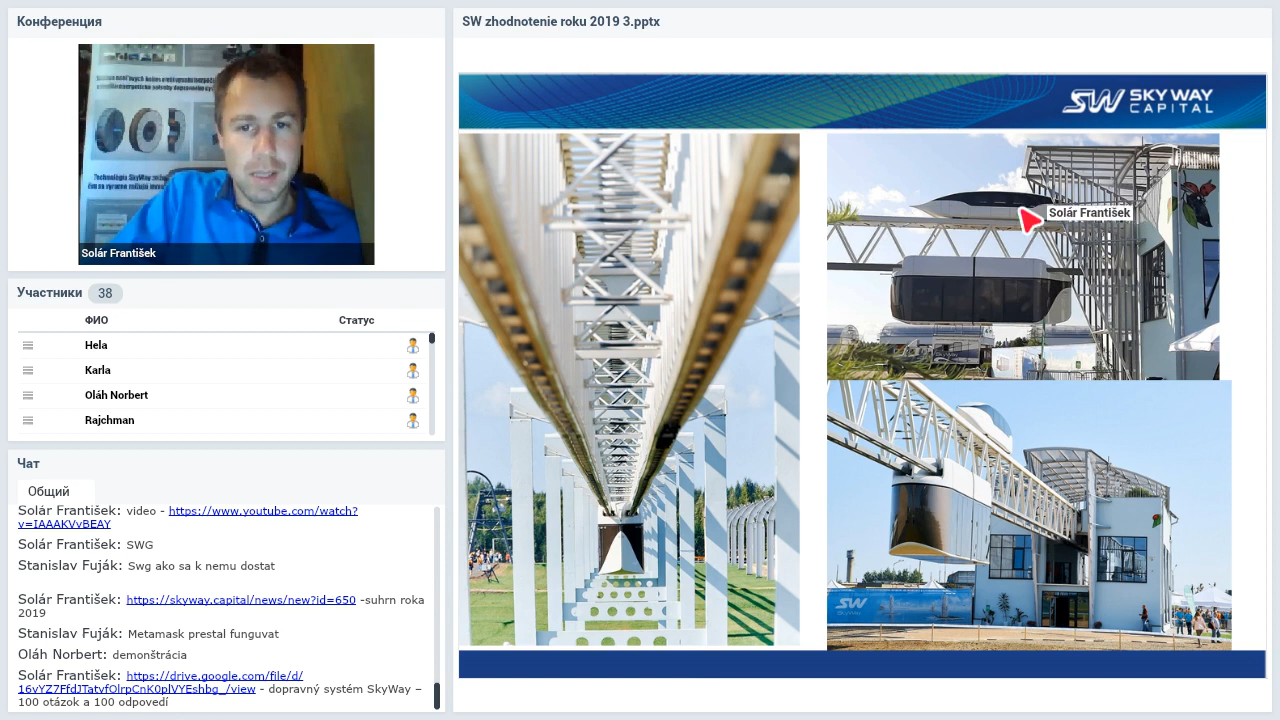 Конференция
Solár František
Участники 38
ФИО Статус
Hela
Karla
Oláh Norbert
Rajchman
Чат
Общий
Solár František: video - https://www.youtube.com/watch?
v=IAAAKVvBEAY
Solár František: SWG
Stanislav Fuják: Swg ako sa k nemu dostat
Solár František: https://skyway.capital/news/new?id=650 -suhrn roka
2019
Stanislav Fuják: Metamask prestal funguvat
Oláh Norbert: demonštrácia
Solár František: https://drive.google.com/file/d/
16vYZ7FfdJTatvfOlrpCnK0plVYEshbg_/view - dopravný systém SkyWay –
100 otázok a 100 odpovedí
SW zhodnotenie roku 2019 3.pptx
SW SKY WAY
CAPITAL
Solár František
SkyWay
SW